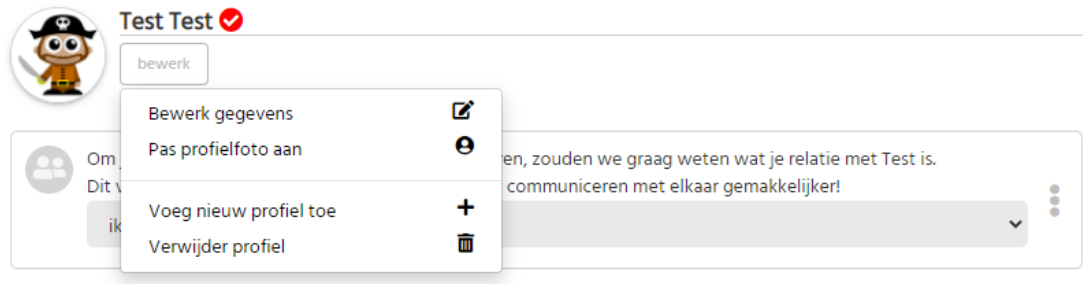 Test Test
bewerk
Bewerk gegevens
Pas profielfoto aan
Voeg nieuw profiel toe
Verwijder profiel
Om ren, zouden we graag weten wat je relatie met Test is.
Dit communiceren met elkaar gemakkelijker!
ik